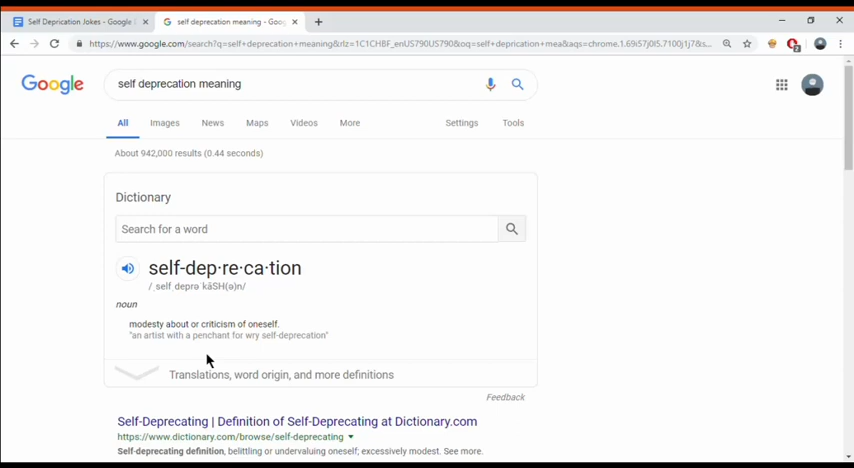 Self Deprication Jokes - Google
self deprecation meaning - Goo
https://www.google.com/search?q=self+deprecation+meaning&rlz=1C1CHBF_enUS790US790&oq=self+deprication+mea&aqs=chrome.1.69i57j0l5.7100j1j7&s...
2
Google
self deprecation meaning
All Images News Maps Videos More Settings Tools
About 942,000 results (0.44 seconds)
Dictionary
Search for a word
self-dep·re·ca·tion
/ˌself ˌdeprəˈkāSH(ə)n/
noun
modesty about or criticism of oneself.
"an artist with a penchant for wry self-deprecation"
Translations, word origin, and more definitions
Feedback
Self-Deprecating | Definition of Self-Deprecating at Dictionary.com
https://www.dictionary.com/browse/self-deprecating
Self-deprecating definition, belittling or undervaluing oneself; excessively modest. See more.